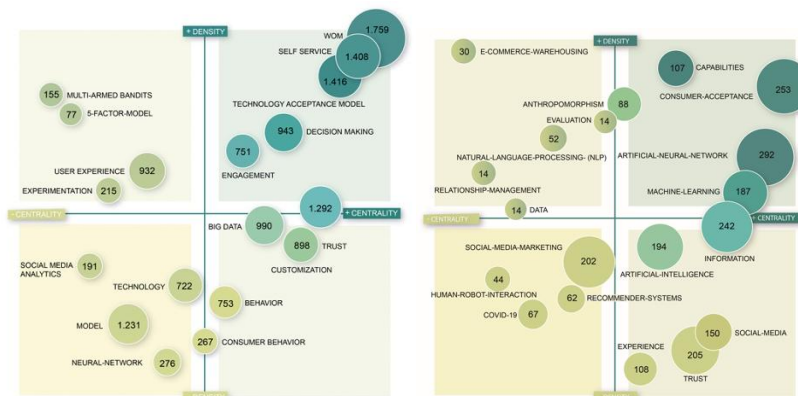 + DENSITY
WOM
1.759
SELF SERVICE
1.408
1.416
TECHNOLOGY ACCEPTANCE MODEL
155
MULTI-ARMED BANDITS
77
5-FACTOR-MODEL
943
DECISION MAKING
751
ENGAGEMENT
USER EXPERIENCE
932
EXPERIMENTATION
215
- CENTRALITY
+ CENTRALITY
1.292
BIG DATA
990
TRUST
898
CUSTOMIZATION
SOCIAL MEDIA
ANALYTICS
191
TECHNOLOGY
722
753
BEHAVIOR
MODEL
1.231
267
CONSUMER BEHAVIOR
NEURAL-NETWORK
276
30
E-COMMERCE-WAREHOUSING
+ DENSITY
107
CAPABILITIES
CONSUMER-ACCEPTANCE
253
ANTHROPOMORPHISM
88
EVALUATION
14
52
NATURAL-LANGUAGE-PROCESSING- (NLP)
ARTIFICIAL-NEURAL-NETWORK
292
14
RELATIONSHIP-MANAGEMENT
MACHINE-LEARNING
187
14
DATA
- CENTRALITY
+ CENTRALITY
242
INFORMATION
SOCIAL-MEDIA-MARKETING
202
194
ARTIFICIAL-INTELLIGENCE
44
HUMAN-ROBOT-INTERACTION
62
RECOMMENDER-SYSTEMS
COVID-19
67
150
SOCIAL-MEDIA
EXPERIENCE
205
TRUST
108